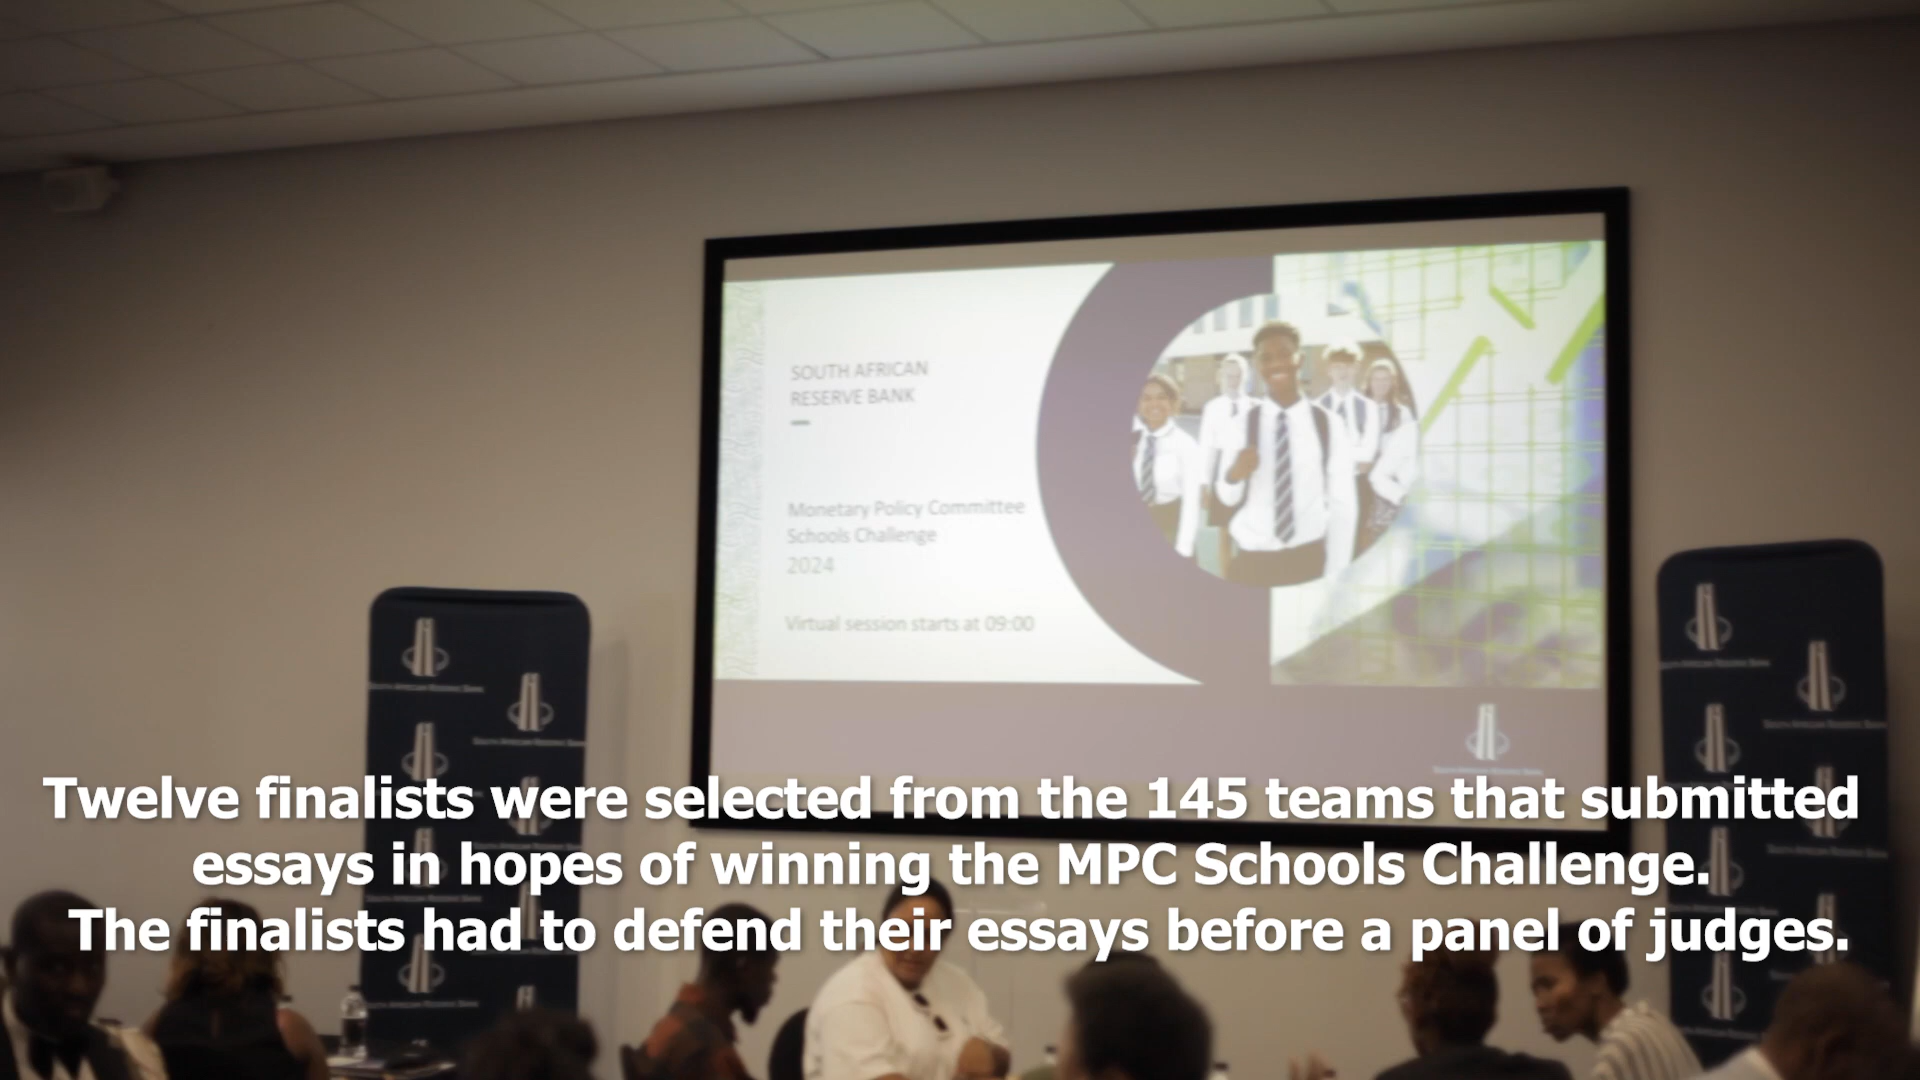 SOUTH AFRICAN
RESERVE BANK
Monetary Policy Committee
Schools Challenge
2024
Virtual session starts at 09:00
Twelve finalists were selected from the 145 teams that submitted
essays in hopes of winning the MPC Schools Challenge.
The finalists had to defend their essays before a panel of judges.